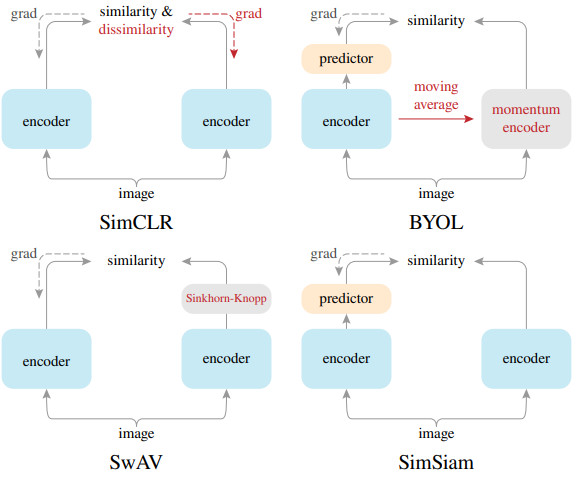 grad
similarity &
dissimilarity
grad
encoder
encoder
image
SimCLR
grad
similarity
predictor
encoder
moving
average
momentum
encoder
image
BYOL
grad
similarity
Sinkhorn-Knopp
encoder
encoder
image
SwAV
grad
similarity
predictor
encoder
encoder
image
SimSiam